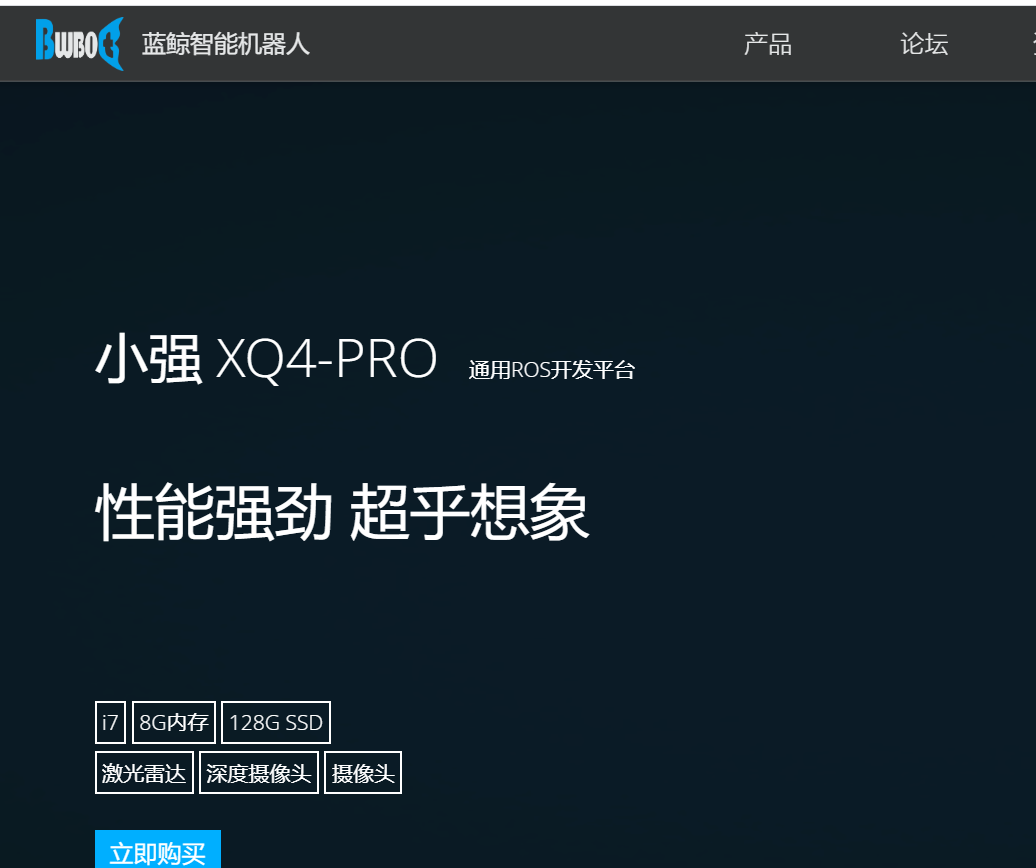 BWBOT 蓝鲸智能机器人 产品 论坛
小强 XQ4-PRO 通用ROS开发平台
性能强劲 超乎想象
i7 8G内存 128G SSD
激光雷达 深度摄像头 摄像头
立即购买